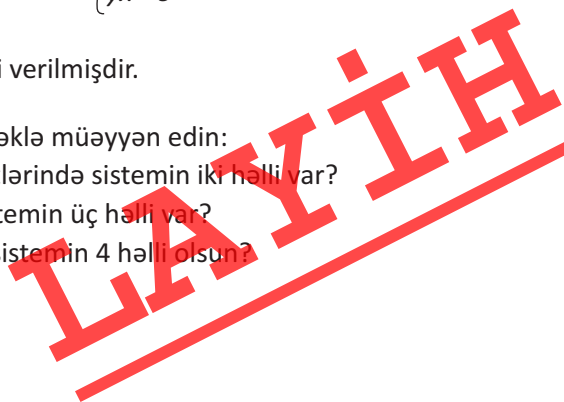 i verilmişdir.
əklə müəyyən edin:
lərində sistemin iki həlli var?
temin üç həlli var?
sistemin 4 həlli olsun?
LAYİH